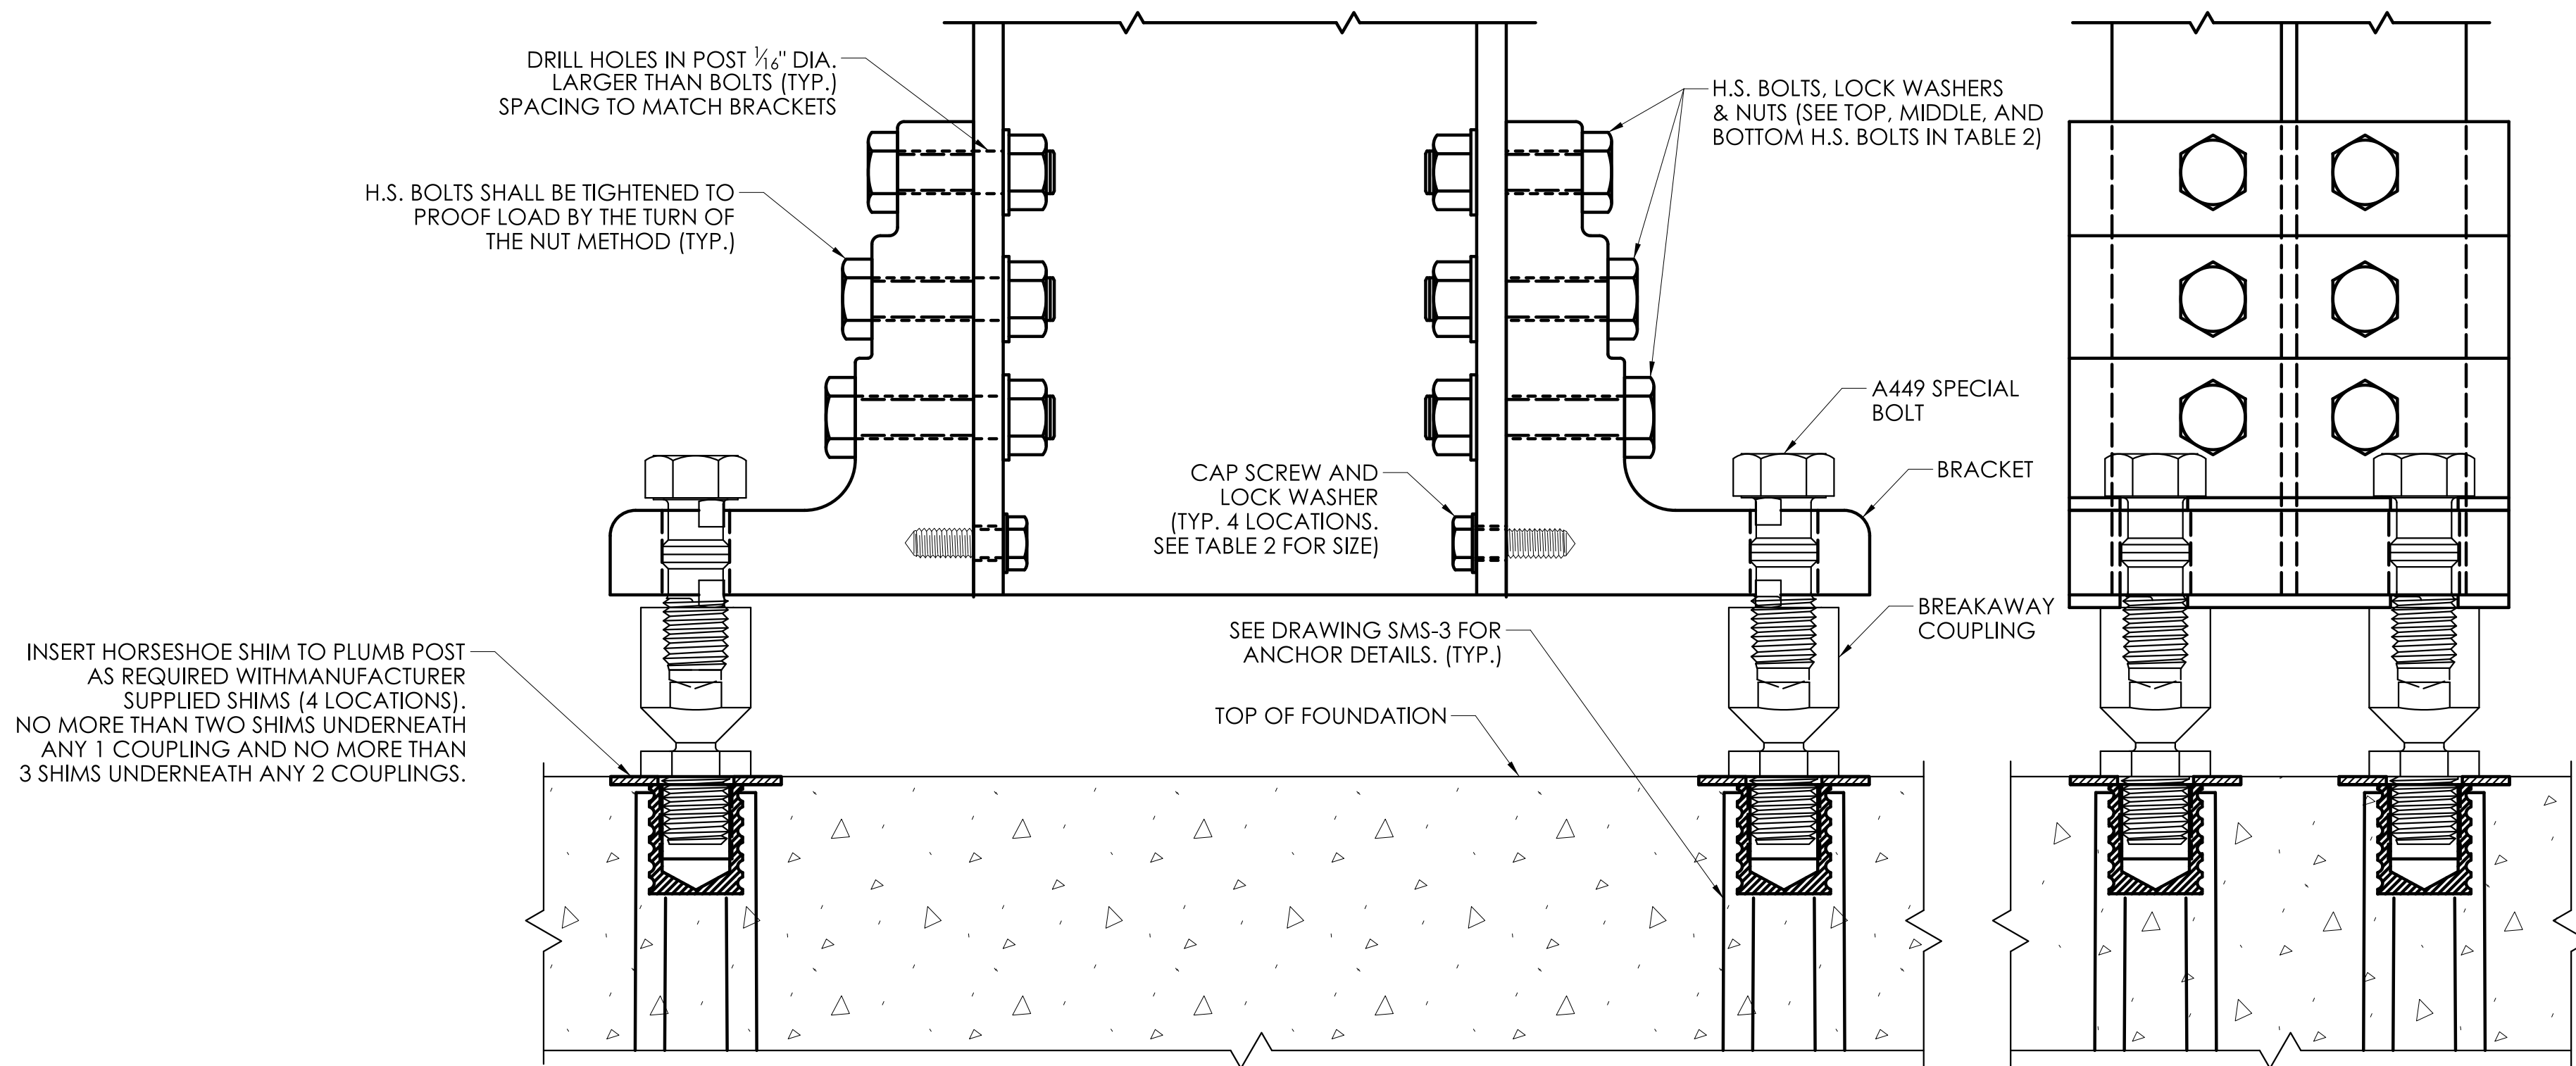 DRILL HOLES IN POST 1/16" DIA.
LARGER THAN BOLTS (TYP.)
SPACING TO MATCH BRACKETS
H.S. BOLTS SHALL BE TIGHTENED TO
PROOF LOAD BY THE TURN OF
THE NUT METHOD (TYP.)
H.S. BOLTS, LOCK WASHERS
& NUTS (SEE TOP, MIDDLE, AND
BOTTOM H.S. BOLTS IN TABLE 2)
A449 SPECIAL
BOLT
BRACKET
CAP SCREW AND
LOCK WASHER
(TYP. 4 LOCATIONS.
SEE TABLE 2 FOR SIZE)
BREAKAWAY
COUPLING
SEE DRAWING SMS-3 FOR
ANCHOR DETAILS. (TYP.)
TOP OF FOUNDATION
INSERT HORSESHOE SHIM TO PLUMB POST
AS REQUIRED WITHMANUFACTURER
SUPPLIED SHIMS (4 LOCATIONS).
NO MORE THAN TWO SHIMS UNDERNEATH
ANY 1 COUPLING AND NO MORE THAN
3 SHIMS UNDERNEATH ANY 2 COUPLINGS.